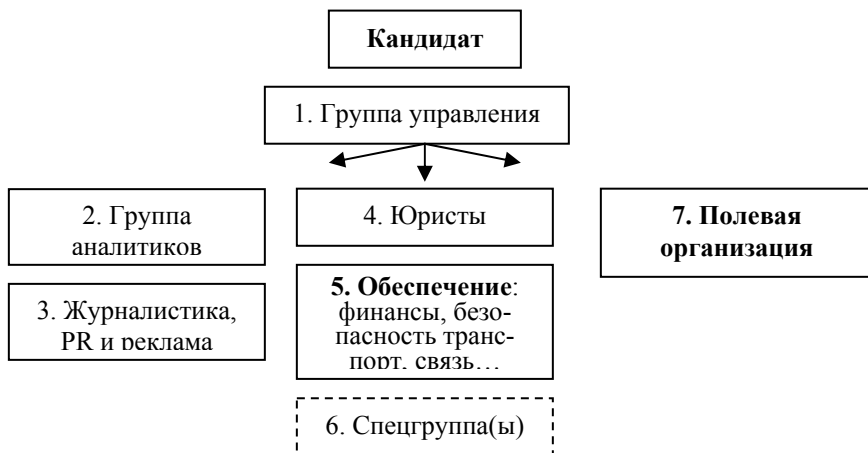 Кандидат
1. Группа управления
2. Группа
аналитиков
3. Журналистика,
PR и реклама
4. Юристы
5. Обеспечение:
финансы, безо-
пасность транс-
порт, связь…
6. Спецгруппа(ы)
7. Полевая
организация